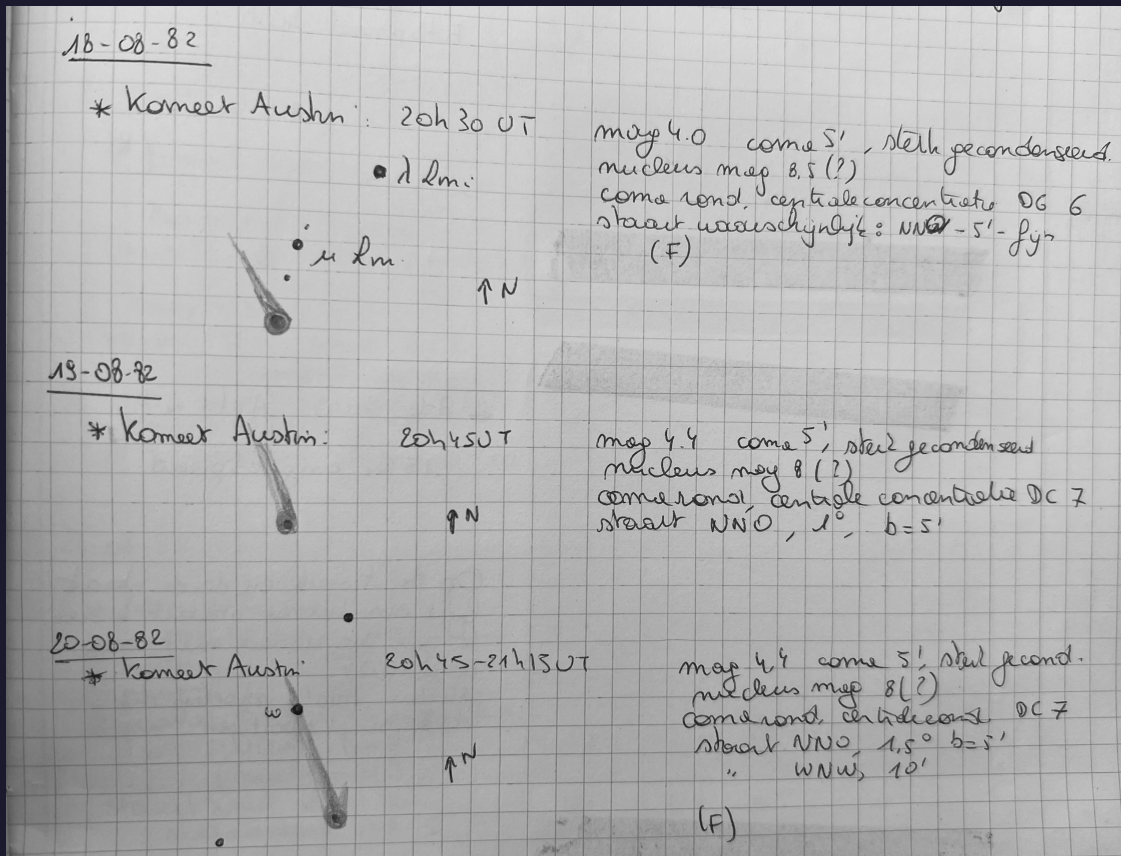 18-08-82
* Komeet Austin: 20h30 UT
mag 4.0 coma 5', sterk gecondenseerd.
nucleus mag 8,5 (?)
coma rond, centrale concentratie DG 6
staart waarschijnlijk: NNO - 5' - fijn
(F)
• λ Lmi
μ Lm
↑ N
19-08-82
* Komeet Austin: 20h45UT
mag 4.4 coma 5', sterk gecondenseerd
nucleus mag 8 (?)
coma rond, centrale concentratie DC 7
staart NNO, 1°, b=5'
↑ N
20-08-82
* Komeet Austin: 20h45-21h15UT
mag 4,4 coma 5', sterk gecond.
nucleus mag 8(?)
coma rond, DC 7
staart NNO, 1,5° b=5'
" WNW, 10'
ω
↑ N
(F)